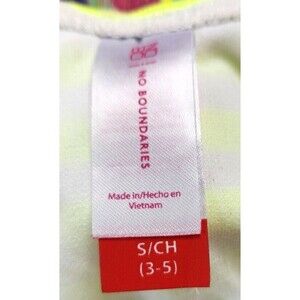 NO BOUNDARIES
Made in/Hecho en
Vietnam
S/CH
(3-5)